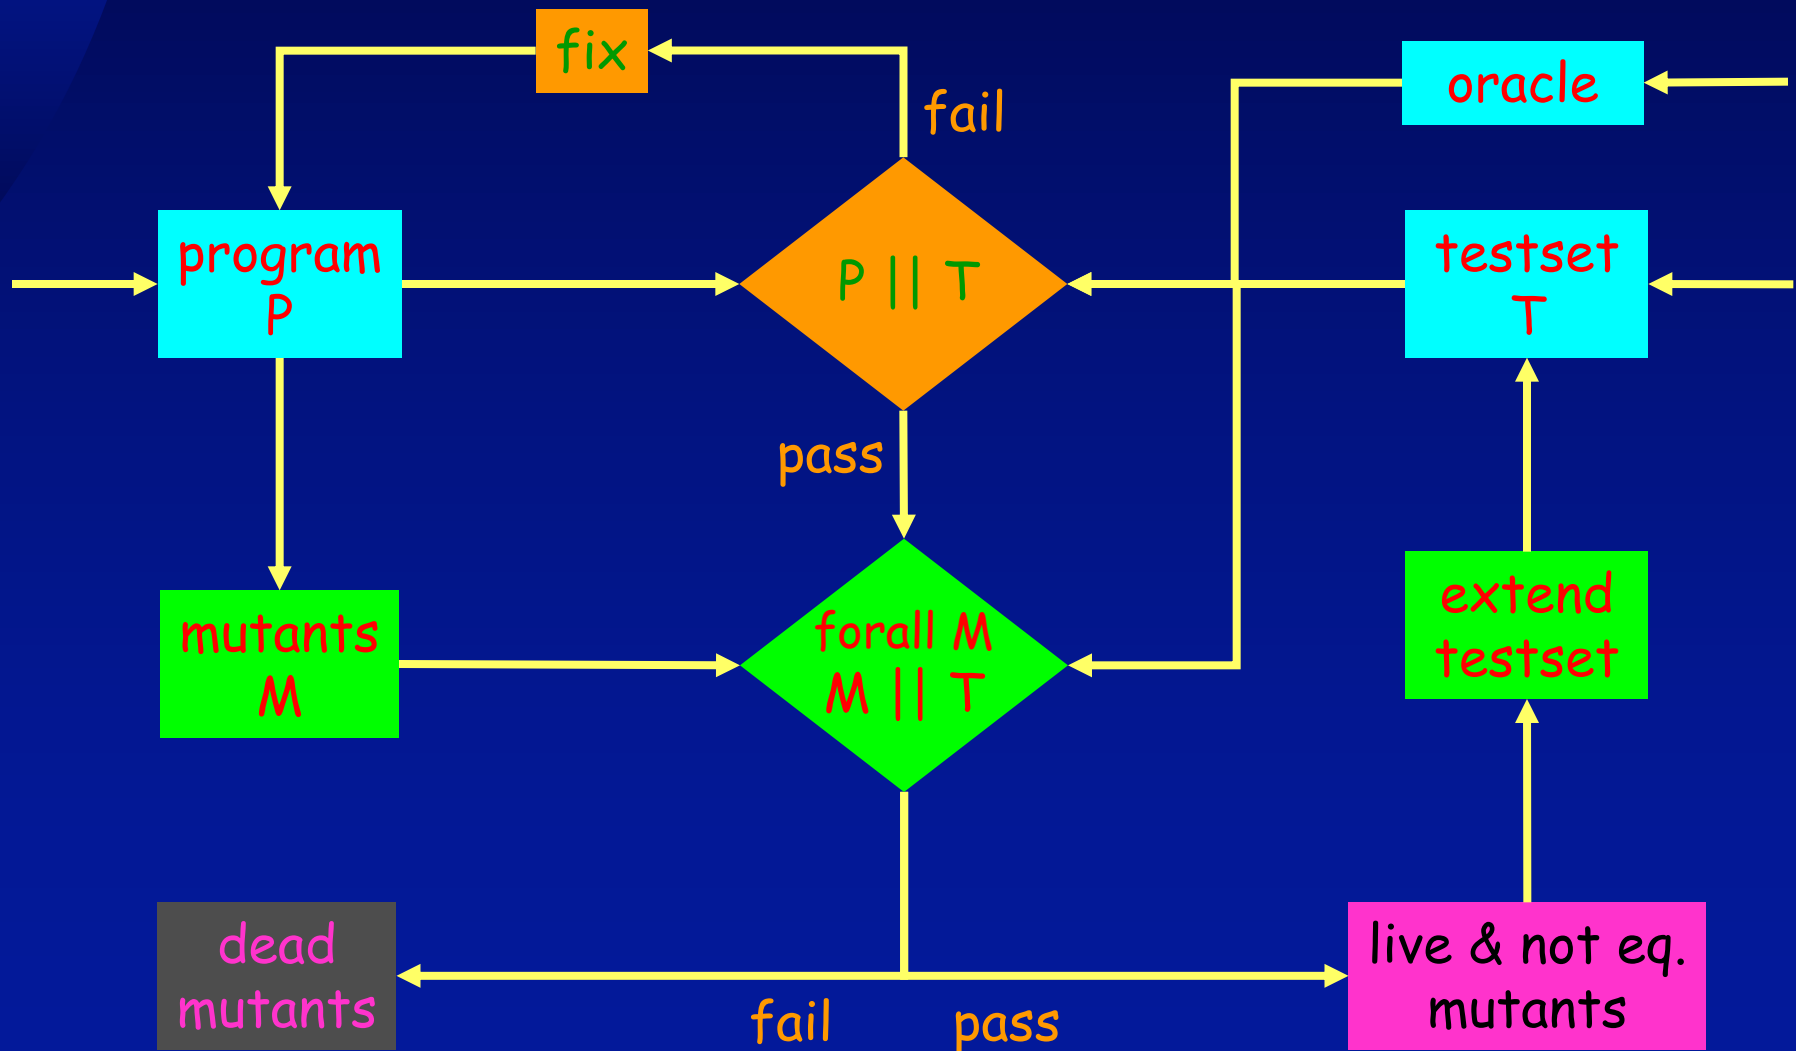 fix
oracle
fail
program
P
P || T
testset
T
pass
extend
testset
mutants
M
forall M
M || T
dead
mutants
live & not eq.
mutants
fail
pass